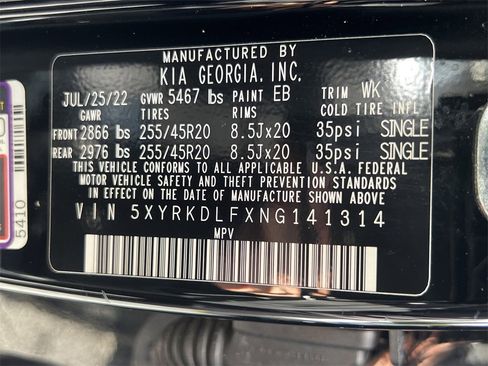 MANUFACTURED BY
KIA GEORGIA, INC.
JUL/25/22 GVWR 5467 lbs PAINT EB TRIM WK
GAWR TIRES RIMS COLD TIRE INFL
FRONT 2866 lbs 255/45R20 8.5Jx20 35psi SINGLE
REAR 2976 lbs 255/45R20 8.5Jx20 35psi SINGLE
THIS VEHICLE CONFORMS TO ALL APPLICABLE U.S.A. FEDERAL
MOTOR VEHICLE SAFETY AND THEFT PREVENTION STANDARDS
IN EFFECT ON THE DATE OF MANUFACTURE SHOWN ABOVE
VIN 5XYRKDLFXNG141314
MPV
5410